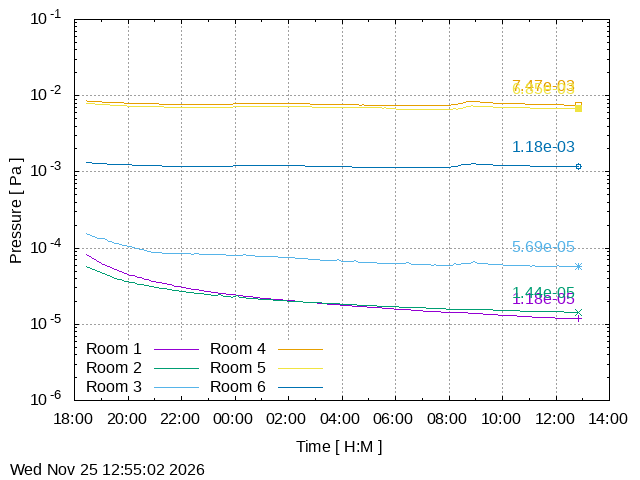 10^-1
10^-2
10^-3
10^-4
10^-5
10^-6
Pressure [ Pa ]
7.47e-03
1.18e-03
5.69e-05
1.44e-05
1.18e-05
Room 1 Room 4
Room 2 Room 5
Room 3 Room 6
18:00 20:00 22:00 00:00 02:00 04:00 06:00 08:00 10:00 12:00 14:00
Time [ H:M ]
Wed Nov 25 12:55:02 2026